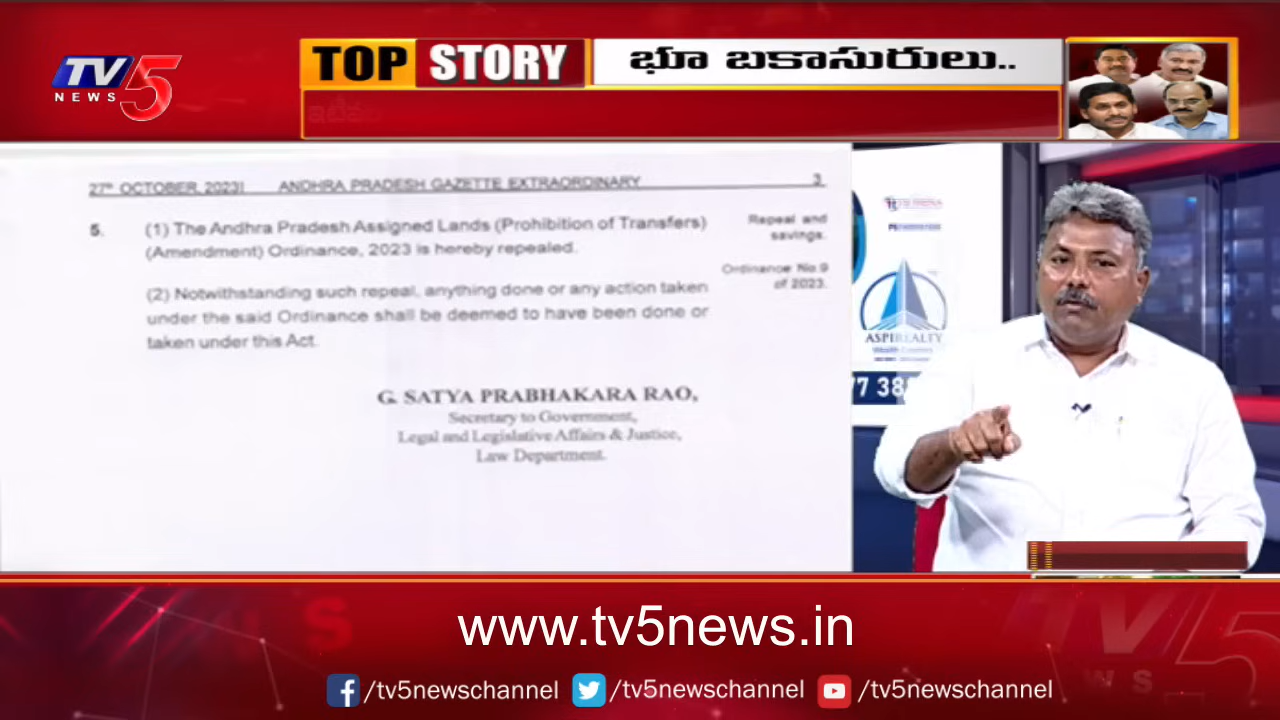 TV5
NEWS
TOP STORY
భూ బకాసురులు..
27th OCTOBER, 2023] ANDHRA PRADESH GAZETTE EXTRAORDINARY 3
5. (1) The Andhra Pradesh Assigned Lands (Prohibition of Transfers)
(Amendment) Ordinance, 2023 is hereby repealed.
Repeal and
savings.
Ordinance No.9
of 2023.
(2) Notwithstanding such repeal, anything done or any action taken
under the said Ordinance shall be deemed to have been done or
taken under this Act.
G. SATYA PRABHAKARA RAO,
Secretary to Government,
Legal and Legislative Affairs & Justice,
Law Department.
ASPIREALTY
77 38
www.tv5news.in
/tv5newschannel /tv5newschannel /tv5newschannel